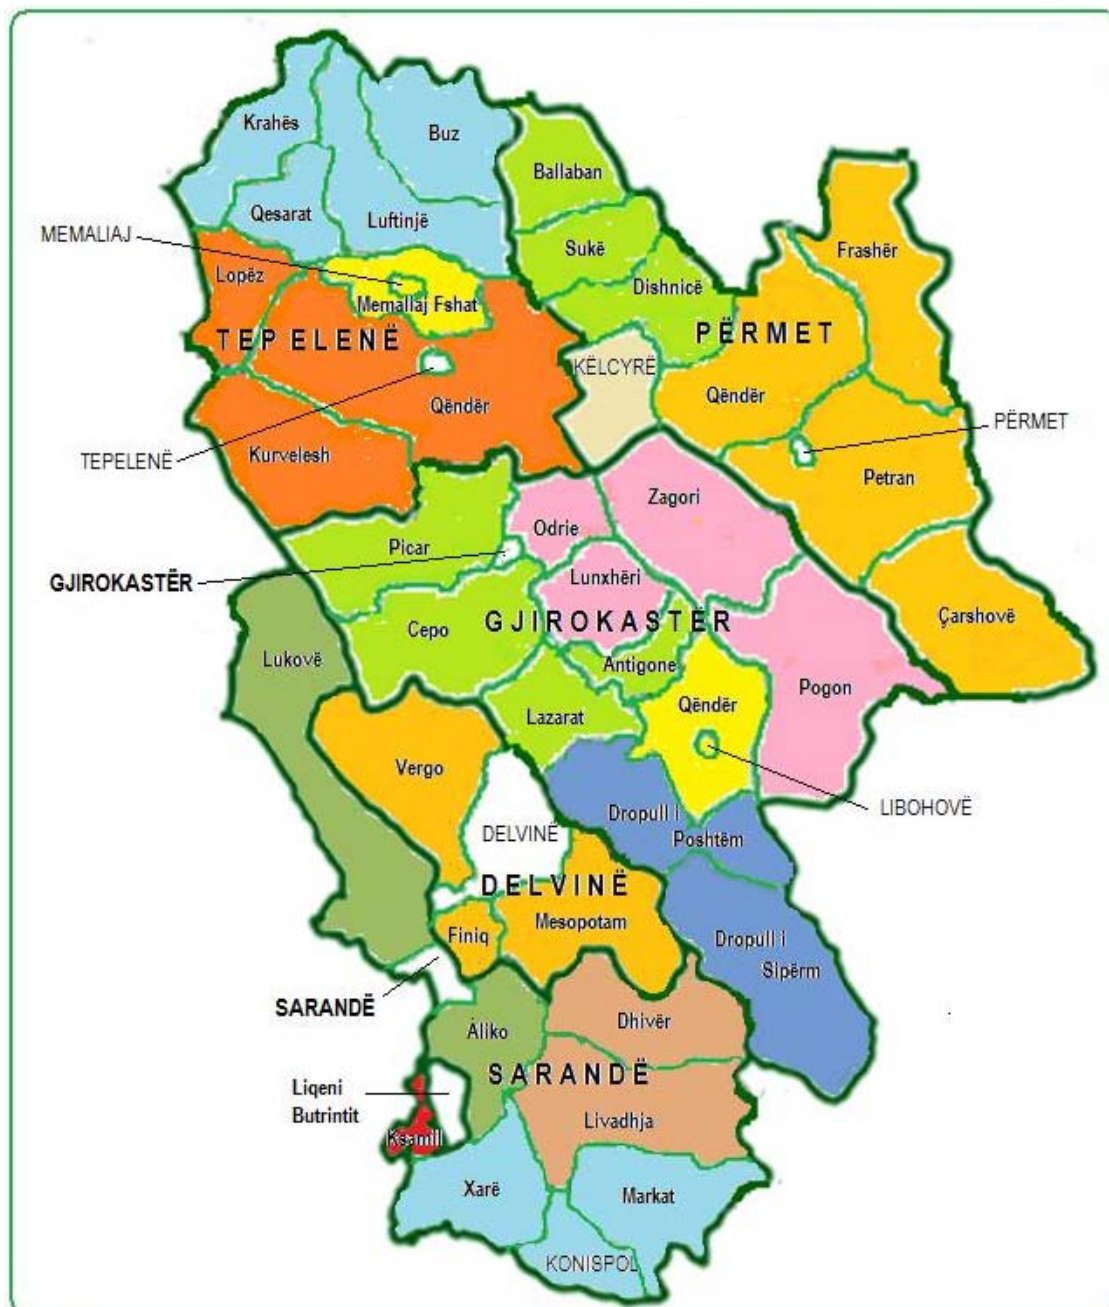 Krahës
Buz
Ballaban
Qesarat
Luftinjë
MEMALIAJ
Sukë
Frashër
Lopëz
Dishnicë
Memallaj Fshat
TEPELENË
PËRMET
KËLCYRË
Qëndër
Qëndër
PËRMET
Kurvelesh
TEPELENË
Petran
Zagori
Odrie
Picar
GJIROKASTËR
Lunxhëri
Çarshovë
GJIROKASTËR
Cepo
Lukovë
Antigone
Pogon
Qëndër
Lazarat
Vergo
LIBOHOVË
Dropull i
Poshtëm
DELVINË
DELVINË
Mesopotam
Finiq
Dropull i
Sipërm
SARANDË
Aliko
Dhivër
SARANDË
Liqeni
Butrintit
Livadhja
Ksamil
Xarë
Markat
KONISPOL